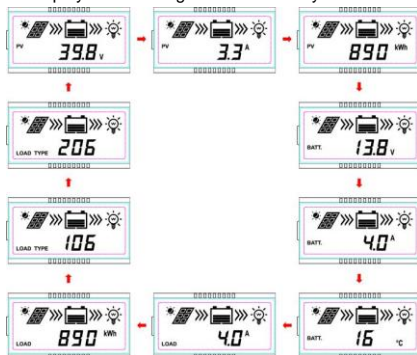 PV 39.8 V
PV 3.3 A
PV 890 kWh
LOAD TYPE 206
BATT. 13.8 V
LOAD TYPE 106
BATT. 4.0 A
LOAD 890 kWh
LOAD 4.0 A
BATT. 16 °C